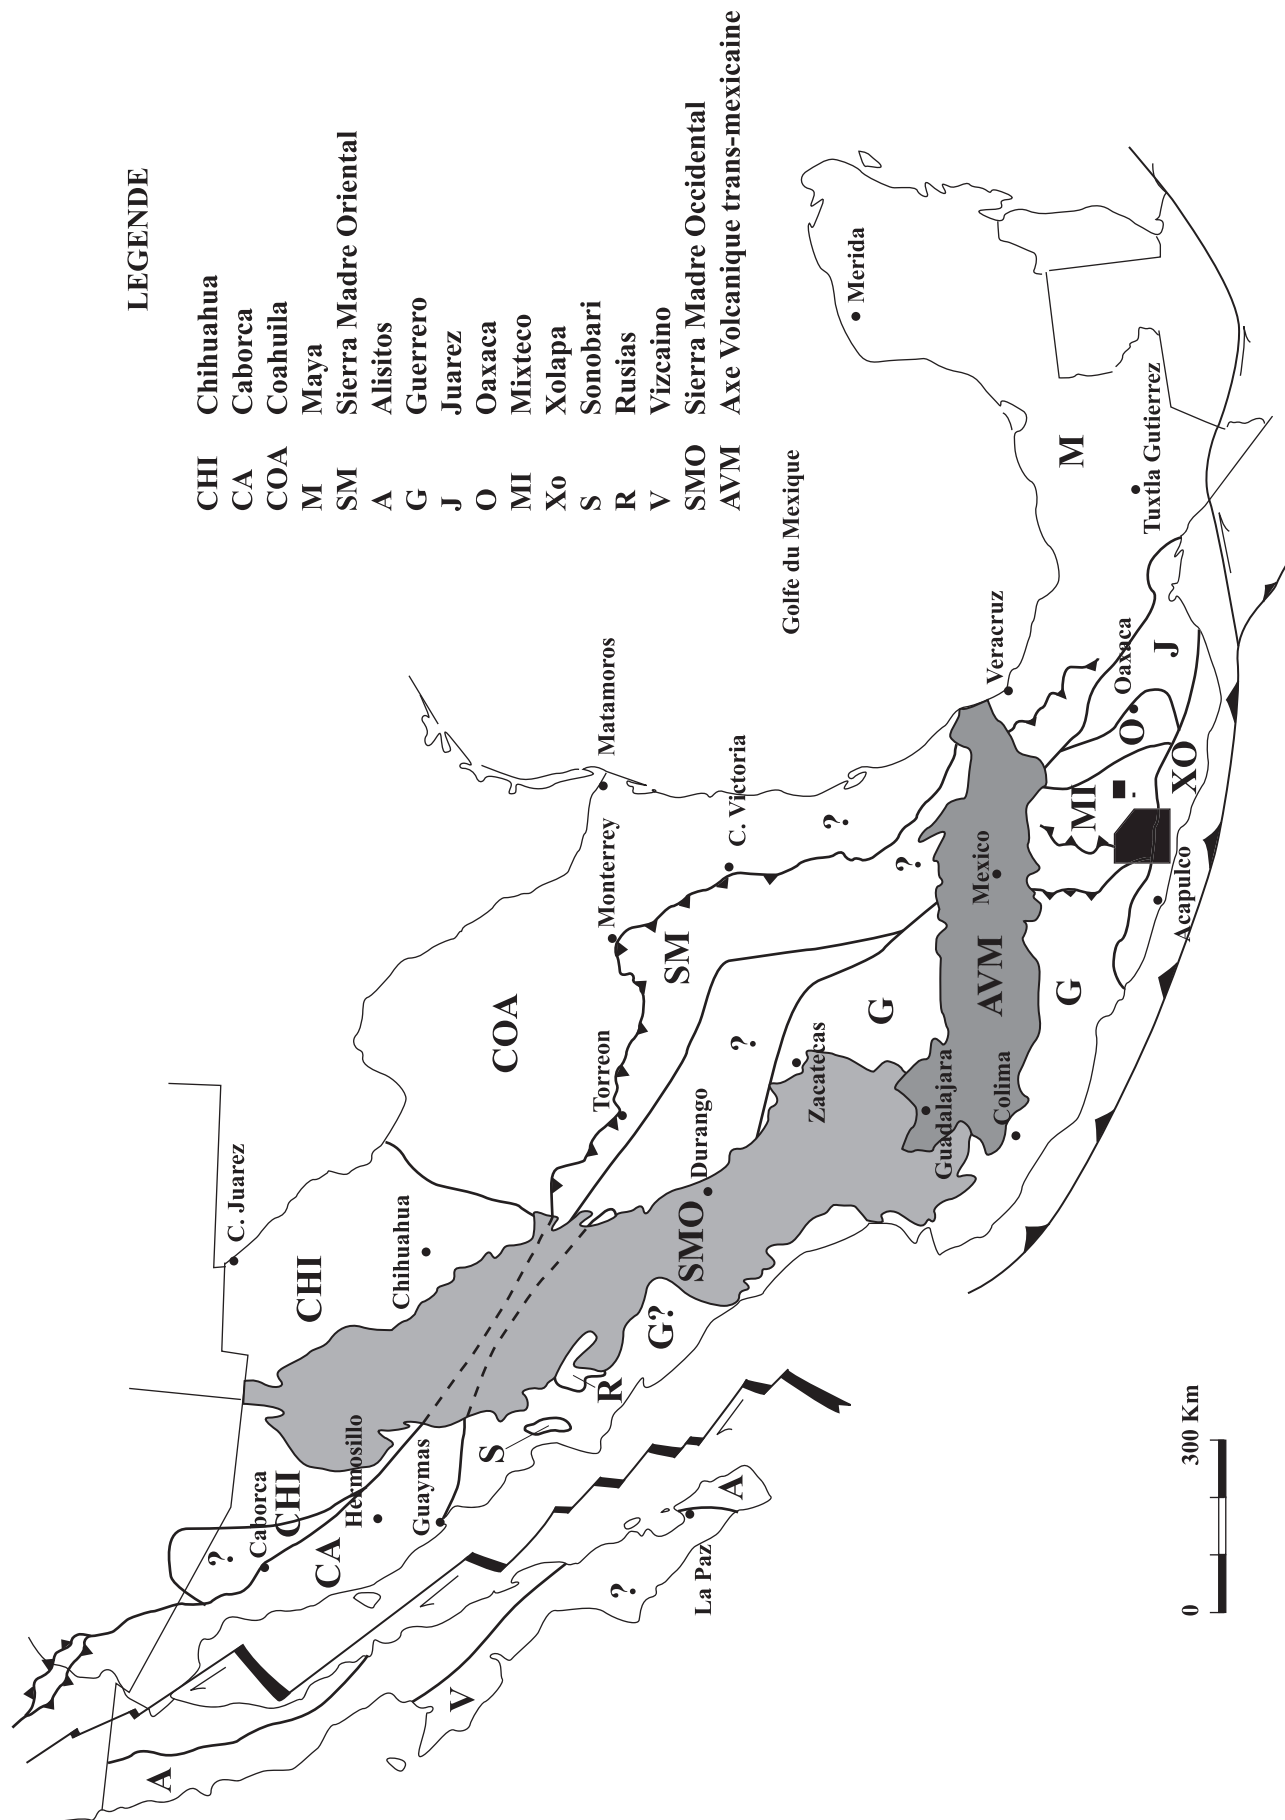 LEGENDE
CHI Chihuahua
CA Caborca
COA Coahuila
M Maya
SM Sierra Madre Oriental
A Alisitos
G Guerrero
J Juarez
O Oaxaca
MI Mixteco
Xo Xolapa
S Sonobari
R Rusias
V Vizcaino
SMO Sierra Madre Occidental
AVM Axe Volcanique trans-mexicaine
Golfe du Mexique
A
V
?
Caborca
CHI
CA
Hermosillo
Guaymas
S
R
G?
?
La Paz
A
C. Juarez
CHI
Chihuahua
COA
Torreon
Monterrey
Matamoros
SM
C. Victoria
SMO
Durango
?
Zacatecas
G
?
?
Guadalajara
Colima
AVM
Mexico
G
Veracruz
MI
O
Oaxaca
J
XO
Acapulco
M
Merida
Tuxtla Gutierrez
0 300 Km